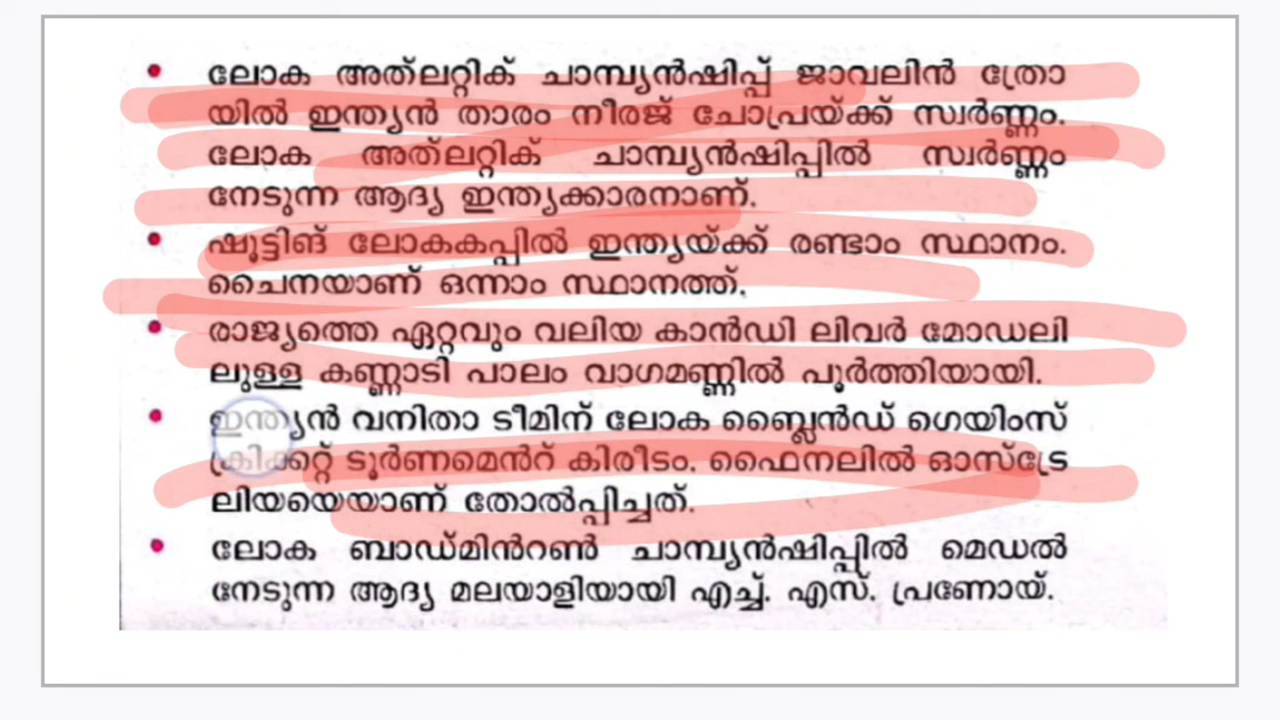 ലോക അത്‌ലറ്റിക് ചാമ്പ്യൻഷിപ്പ് ജാവലിൻ ത്രോ
യിൽ ഇന്ത്യൻ താരം നീരജ് ചോപ്രയ്ക്ക് സ്വർണ്ണം.
ലോക അത്‌ലറ്റിക് ചാമ്പ്യൻഷിപ്പിൽ സ്വർണ്ണം
നേടുന്ന ആദ്യ ഇന്ത്യക്കാരനാണ്.
ഷൂട്ടിങ് ലോകകപ്പിൽ ഇന്ത്യയ്ക്ക് രണ്ടാം സ്ഥാനം.
ചൈനയാണ് ഒന്നാം സ്ഥാനത്ത്.
രാജ്യത്തെ ഏറ്റവും വലിയ കാൻഡി ലിവർ മോഡലി
ലുള്ള കണ്ണാടി പാലം വാഗമണ്ണിൽ പൂർത്തിയായി.
ഇന്ത്യൻ വനിതാ ടീമിന് ലോക ബ്ലൈൻഡ് ഗെയിംസ്
ക്രിക്കറ്റ് ടൂർണമെൻറ് കിരീടം. ഫൈനലിൽ ഓസ്ട്രേ
ലിയയെയാണ് തോൽപ്പിച്ചത്.
ലോക ബാഡ്മിൻറൺ ചാമ്പ്യൻഷിപ്പിൽ മെഡൽ
നേടുന്ന ആദ്യ മലയാളിയായി എച്ച്. എസ്. പ്രണോയ്.